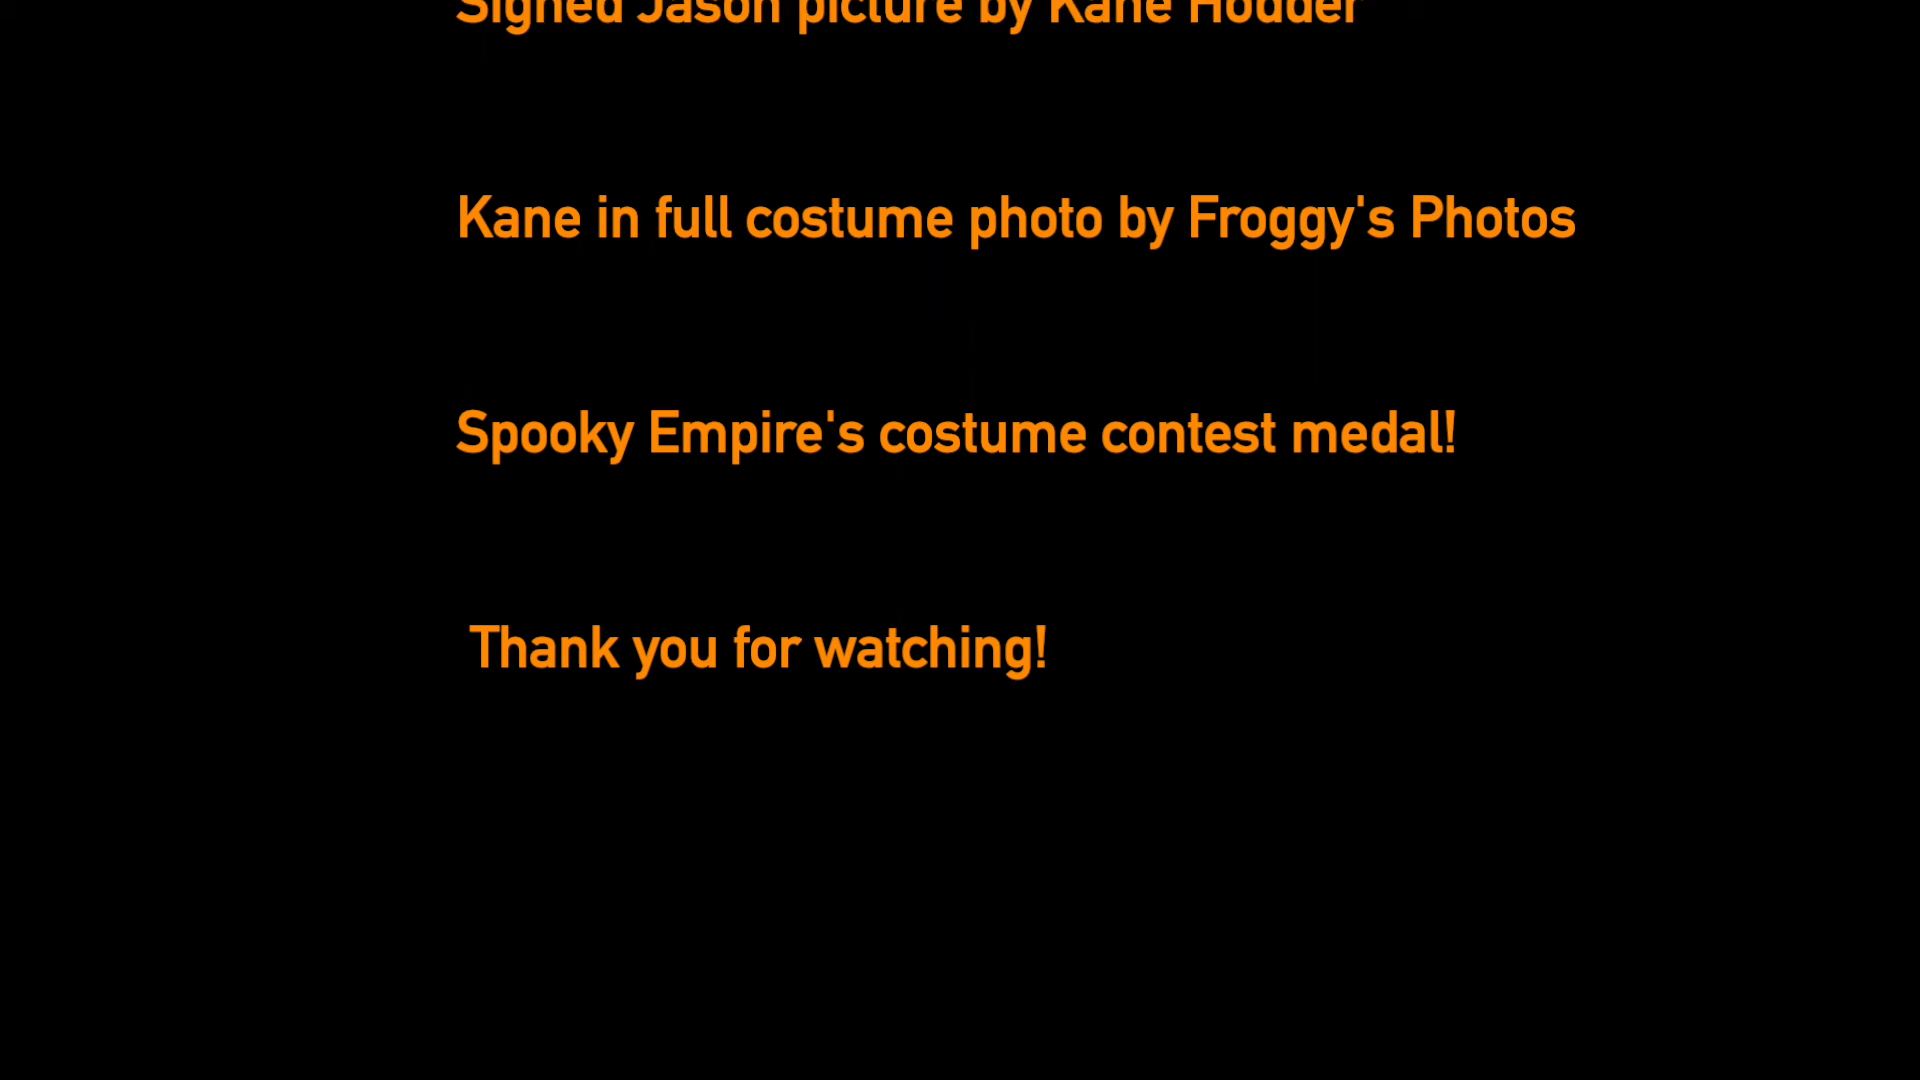 Signed Jason picture by Kane Hodder
Kane in full costume photo by Froggy's Photos
Spooky Empire's costume contest medal!
Thank you for watching!